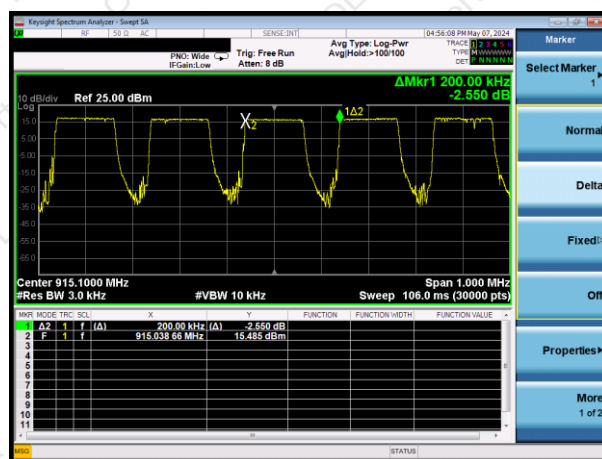 Keysight Spectrum Analyzer - Swept SA
RF 50 Ω AC SENSE:INT 04:56:08 PM May 07, 2024
PNO: Wide
IFGain:Low
Trig: Free Run
Atten: 8 dB
Avg Type: Log-Pwr
Avg|Hold:>100/100
TRACE 1 2 3 4 5 6
TYPE M WWWWW
DET P N N N N N
ΔMkr1 200.00 kHz
-2.550 dB
10 dB/div Ref 25.00 dBm
Log
15.0
5.00
-5.00
-15.0
-25.0
-35.0
-45.0
-55.0
-65.0
X2
1Δ2
Center 915.1000 MHz Span 1.000 MHz
#Res BW 3.0 kHz #VBW 10 kHz Sweep 106.0 ms (30000 pts)
MKR MODE TRC SCL X Y FUNCTION FUNCTION WIDTH FUNCTION VALUE
1 Δ2 1 f (Δ) 200.00 kHz (Δ) -2.550 dB
2 F 1 f 915.038 66 MHz 15.485 dBm
3
4
5
6
7
8
9
10
11
MSG STATUS
Marker
Select Marker
1
Normal
Delta
Fixed
Off
Properties
More
1 of 2